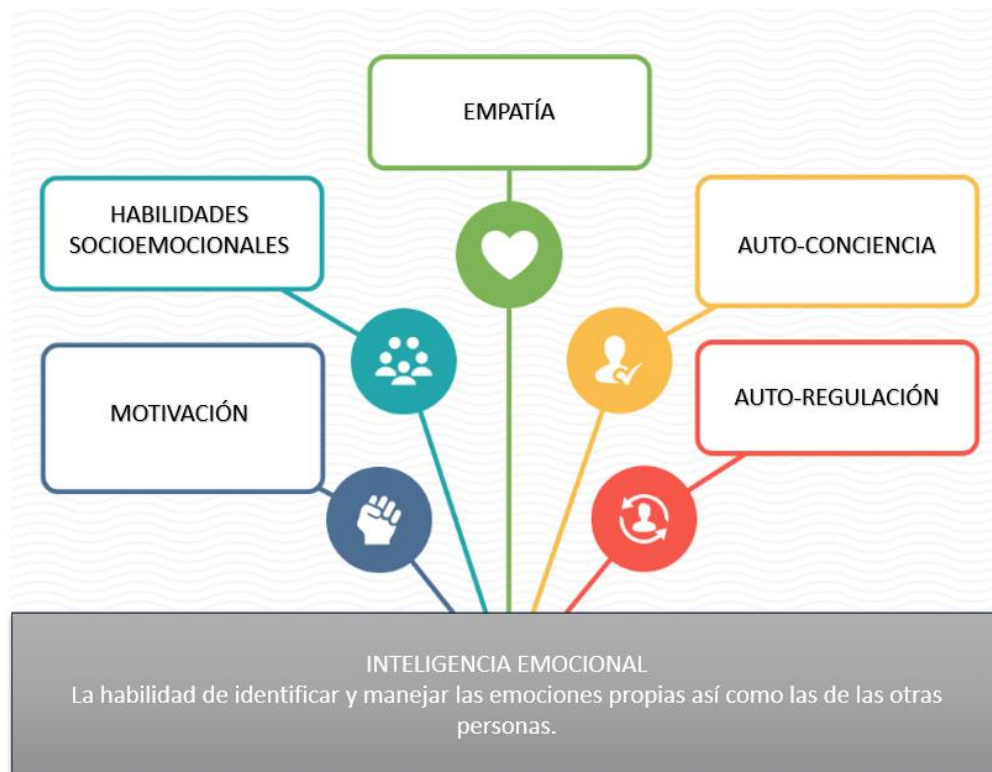 EMPATÍA
HABILIDADES
SOCIOEMOCIONALES
AUTO-CONCIENCIA
MOTIVACIÓN
AUTO-REGULACIÓN
INTELIGENCIA EMOCIONAL
La habilidad de identificar y manejar las emociones propias así como las de las otras
personas.